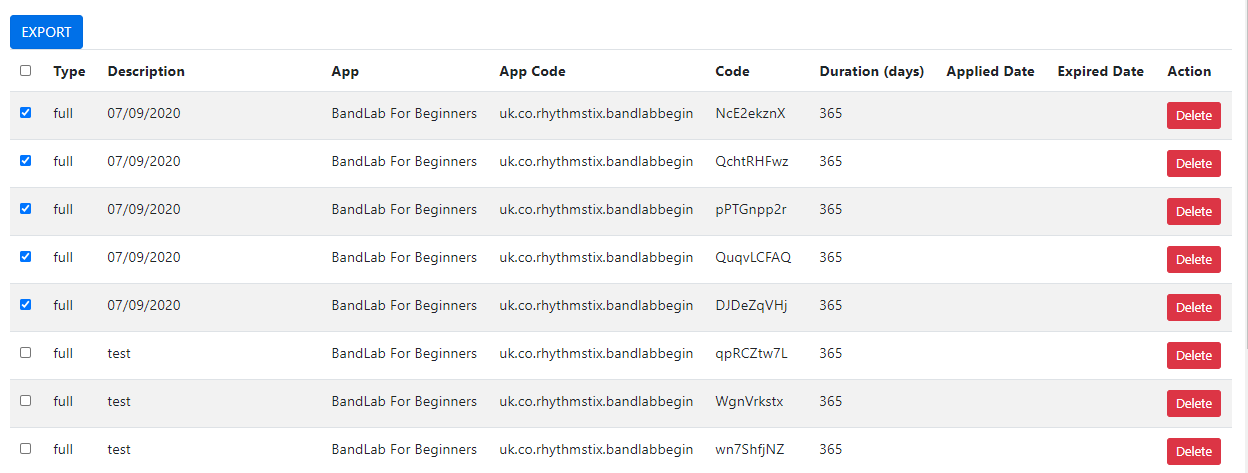 EXPORT
Type Description App App Code Code Duration (days) Applied Date Expired Date Action
full 07/09/2020 BandLab For Beginners uk.co.rhythmstix.bandlabbegin NcE2ekznX 365 Delete
full 07/09/2020 BandLab For Beginners uk.co.rhythmstix.bandlabbegin QchtRHFwz 365 Delete
full 07/09/2020 BandLab For Beginners uk.co.rhythmstix.bandlabbegin pPTGnpp2r 365 Delete
full 07/09/2020 BandLab For Beginners uk.co.rhythmstix.bandlabbegin QuqvLCFAQ 365 Delete
full 07/09/2020 BandLab For Beginners uk.co.rhythmstix.bandlabbegin DJDeZqVHj 365 Delete
full test BandLab For Beginners uk.co.rhythmstix.bandlabbegin qpRCZtw7L 365 Delete
full test BandLab For Beginners uk.co.rhythmstix.bandlabbegin WgnVrkstx 365 Delete
full test BandLab For Beginners uk.co.rhythmstix.bandlabbegin wn7ShfjNZ 365 Delete